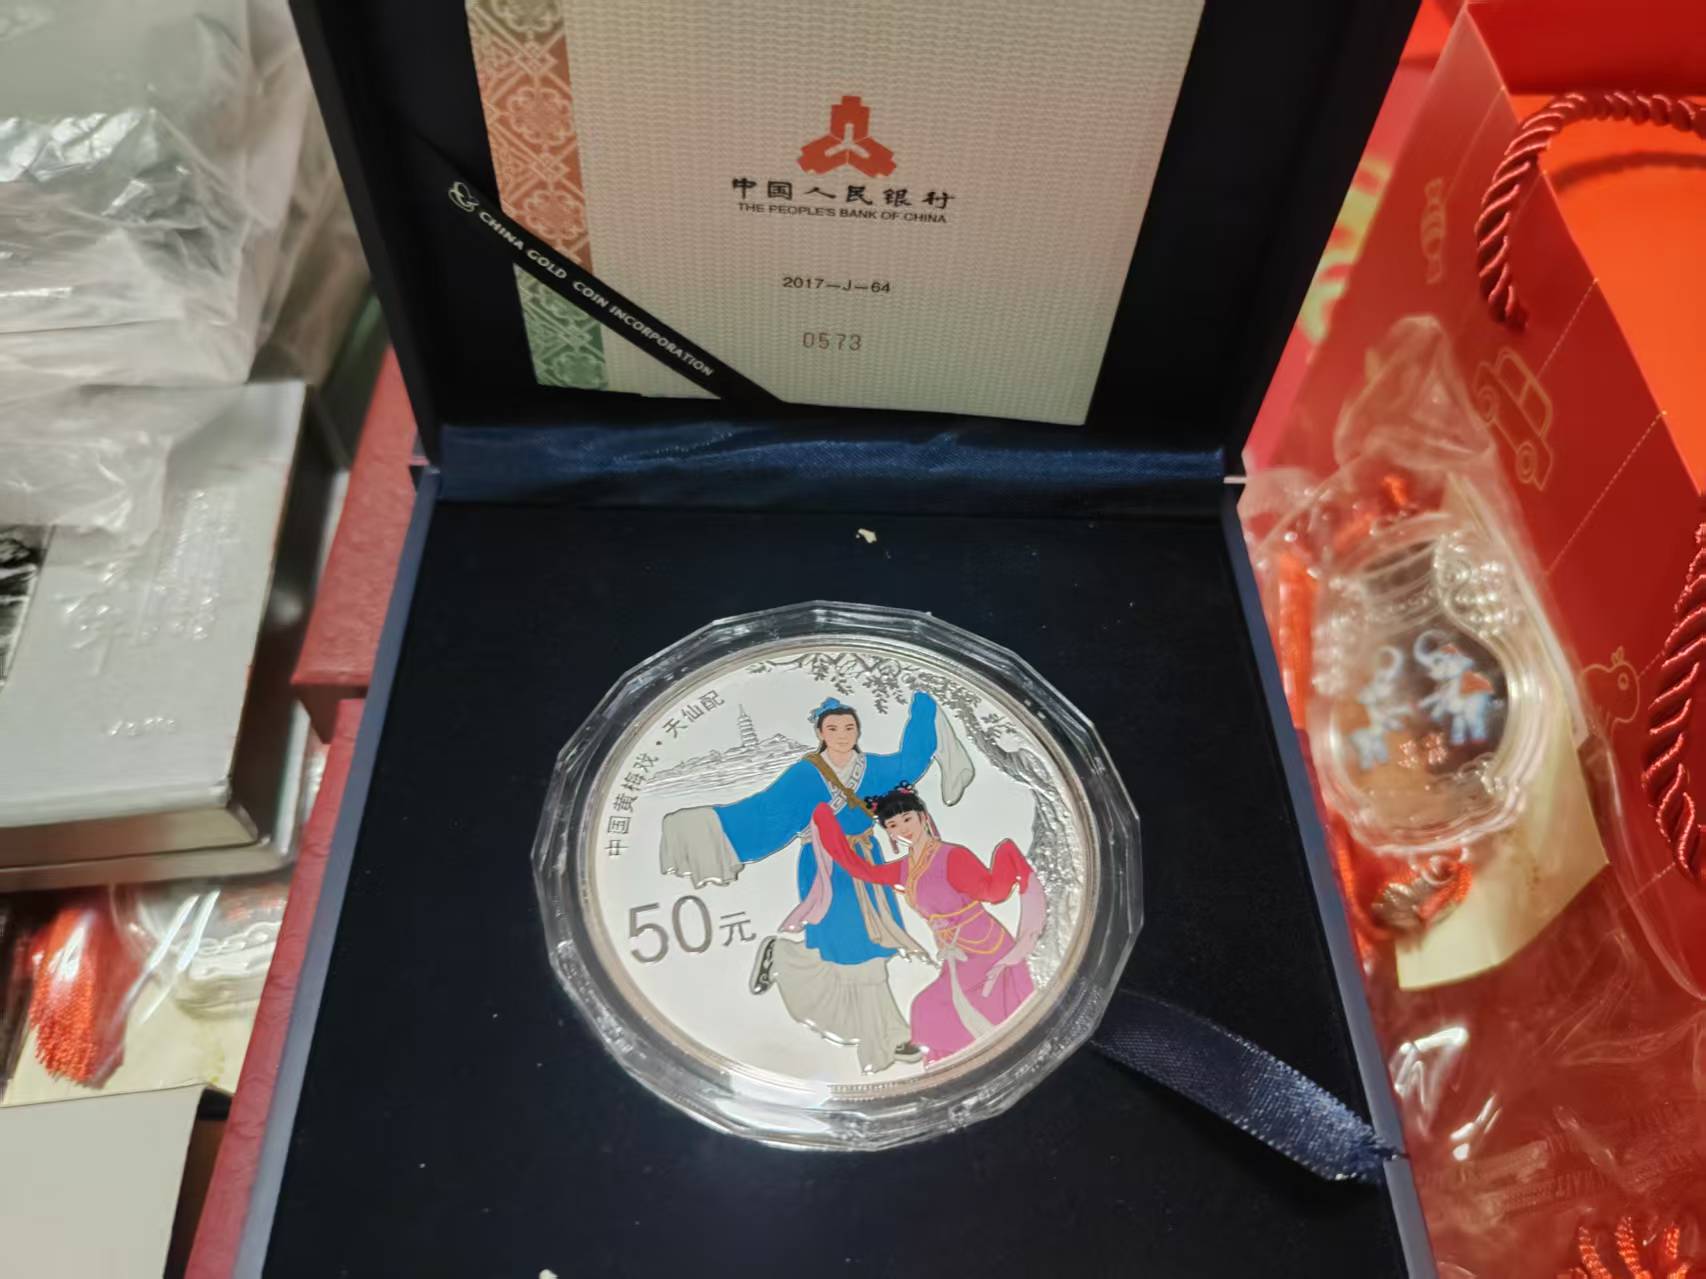 中国人民银行
THE PEOPLE'S BANK OF CHINA
2017-J-64
0573
CHINA GOLD COIN INCORPORATION
中国黄梅戏·天仙配
50元